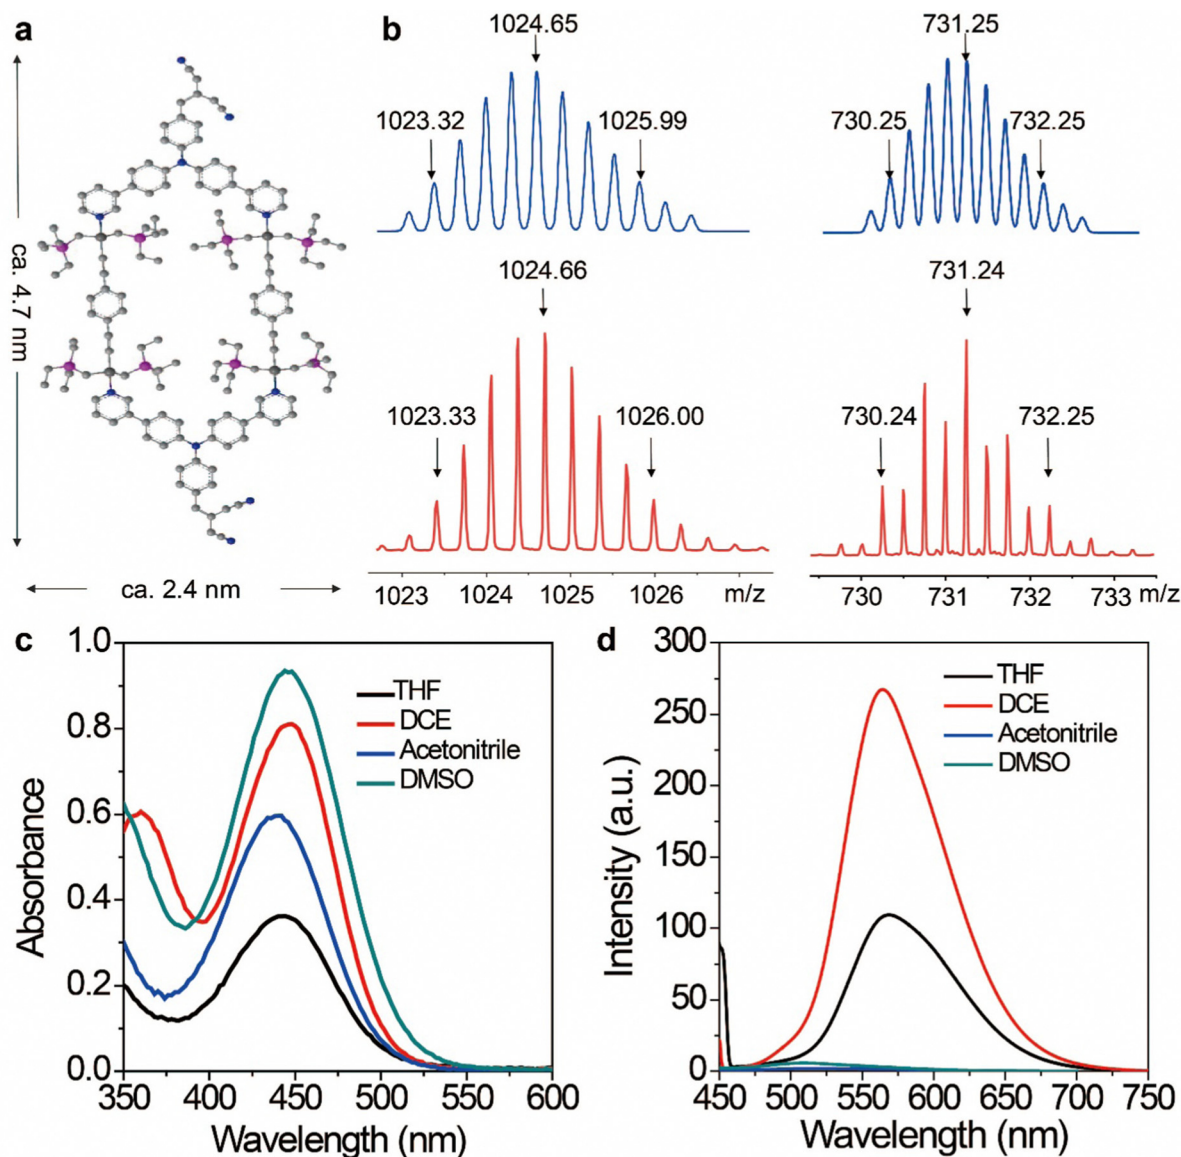 a
ca. 4.7 nm
ca. 2.4 nm
b
1024.65
1023.32
1025.99
731.25
730.25
732.25
1024.66
1023.33
1026.00
1023 1024 1025 1026 m/z
731.24
730.24
732.25
730 731 732 733 m/z
c
1.0
0.8
0.6
0.4
0.2
0.0
Absorbance
THF
DCE
Acetonitrile
DMSO
350 400 450 500 550 600
Wavelength (nm)
d
300
250
200
150
100
50
0
Intensity (a.u.)
THF
DCE
Acetonitrile
DMSO
450 500 550 600 650 700 750
Wavelength (nm)